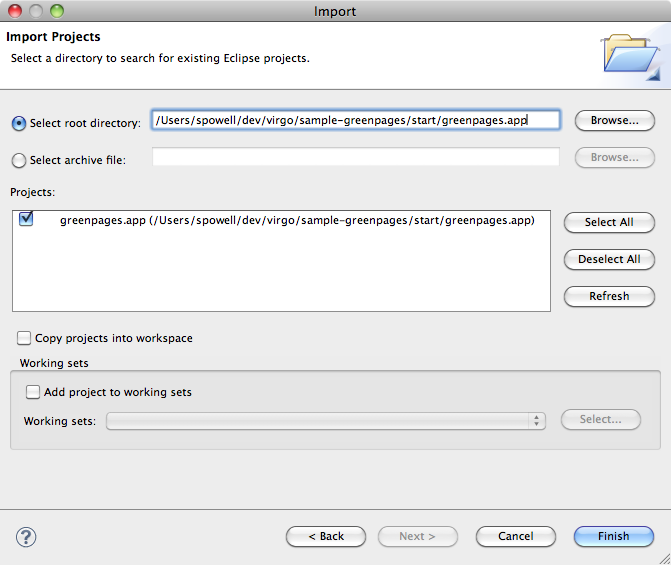 Import
Import Projects
Select a directory to search for existing Eclipse projects.
Select root directory: /Users/spowell/dev/virgo/sample-greenpages/start/greenpages.app Browse...
Select archive file: Browse...
Projects:
greenpages.app (/Users/spowell/dev/virgo/sample-greenpages/start/greenpages.app)
Select All
Deselect All
Refresh
Copy projects into workspace
Working sets
Add project to working sets
Working sets: Select...
? < Back Next > Cancel Finish